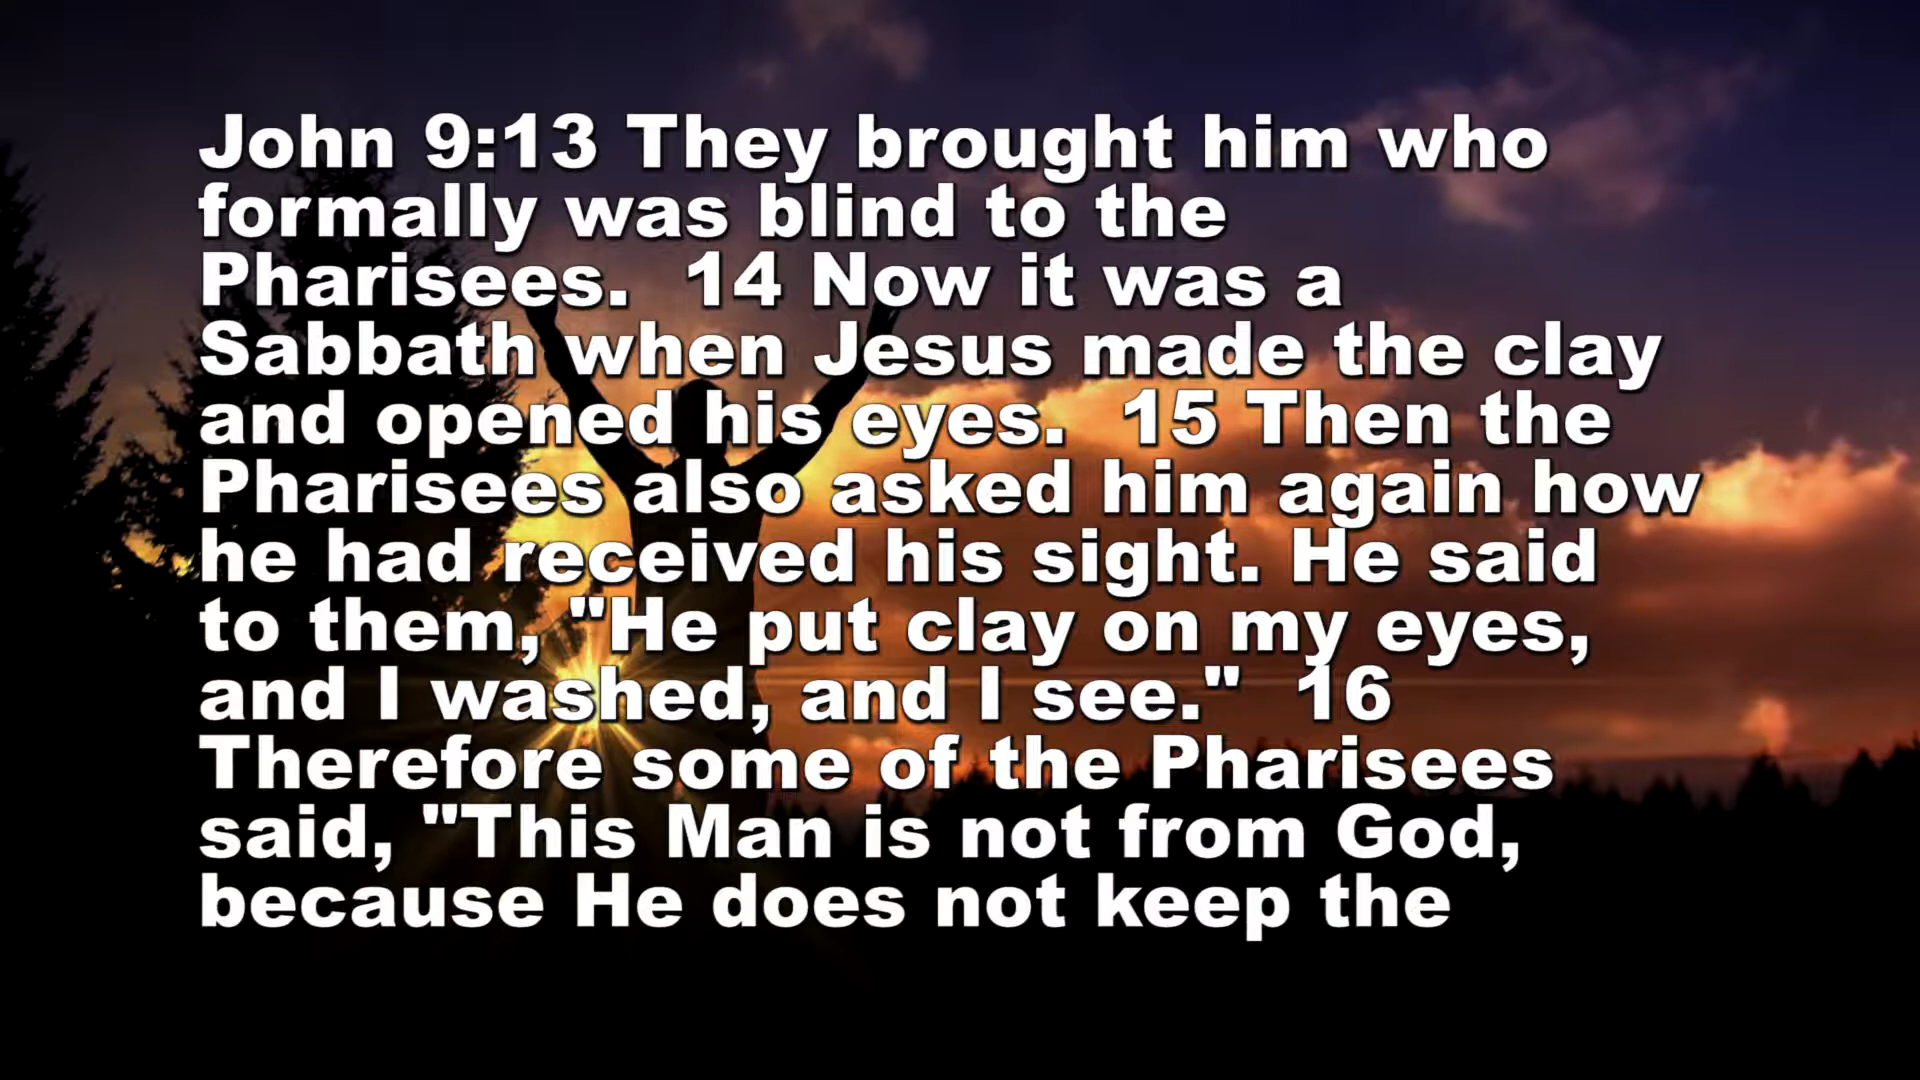 John 9:13 They brought him who
formally was blind to the
Pharisees.  14 Now it was a
Sabbath when Jesus made the clay
and opened his eyes.  15 Then the
Pharisees also asked him again how
he had received his sight. He said
to them, "He put clay on my eyes,
and I washed, and I see."  16
Therefore some of the Pharisees
said, "This Man is not from God,
because He does not keep the